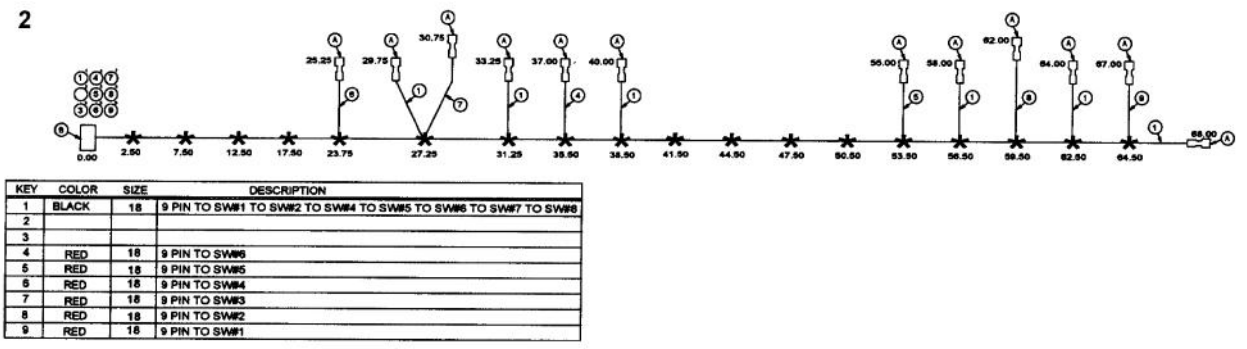 2
A A A A A A A A A A A
25.25 29.75 30.75 33.25 37.00 40.00 56.00 58.00 62.00 64.00 67.00
1 4 7
5 8
3 6 9
6 1 7 1 4 1 5 1 8 1 9 1
B 68.00 A
0.00 2.50 7.50 12.50 17.50 23.75 27.25 31.25 35.50 38.50 41.50 44.50 47.50 50.50 53.50 56.50 59.50 62.50 64.50
KEY COLOR SIZE DESCRIPTION
1 BLACK 18 9 PIN TO SW#1 TO SW#2 TO SW#4 TO SW#5 TO SW#6 TO SW#7 TO SW#8
2
3
4 RED 18 9 PIN TO SW#6
5 RED 18 9 PIN TO SW#5
6 RED 18 9 PIN TO SW#4
7 RED 18 9 PIN TO SW#3
8 RED 18 9 PIN TO SW#2
9 RED 18 9 PIN TO SW#1